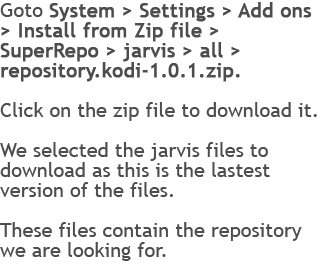 Goto System > Settings > Add ons
> Install from Zip file >
SuperRepo > jarvis > all >
repository.kodi-1.0.1.zip.
Click on the zip file to download it.
We selected the jarvis files to
download as this is the lastest
version of the files.
These files contain the repository
we are looking for.